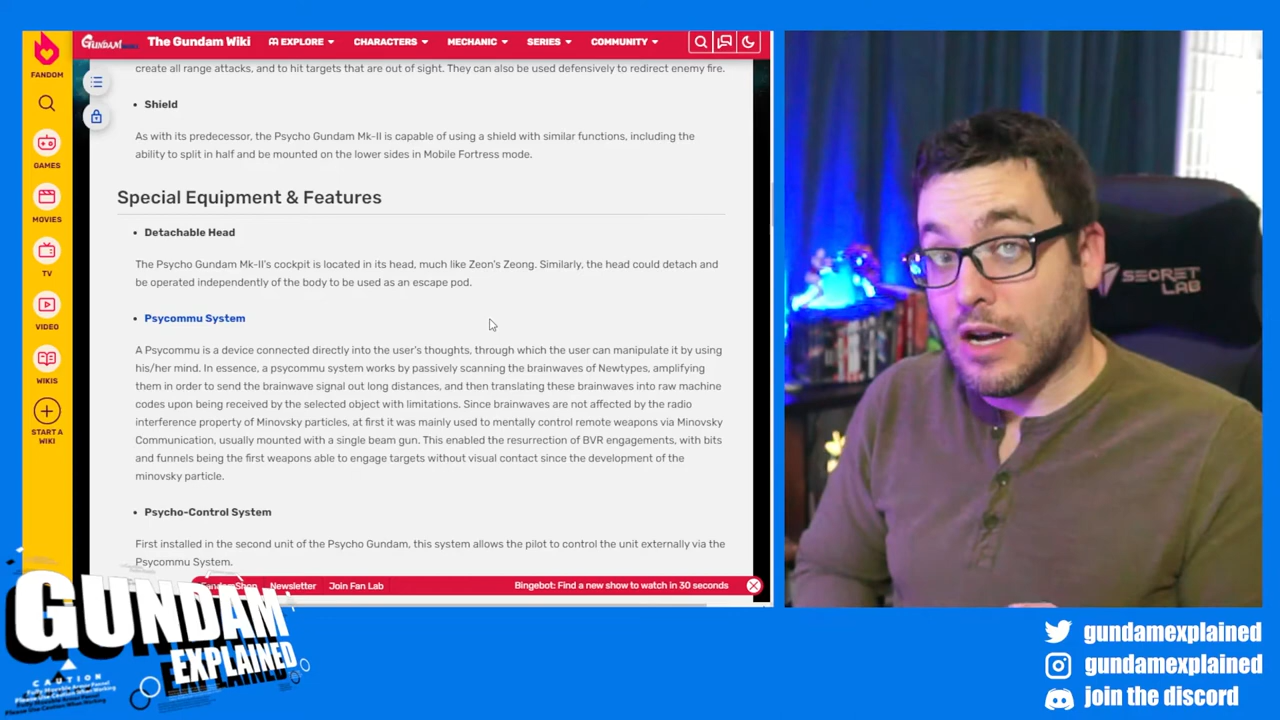 FANDOM
GAMES
MOVIES
TV
VIDEO
WIKIS
START A
WIKI
GUNDAM
The Gundam Wiki
EXPLORE
CHARACTERS
MECHANIC
SERIES
COMMUNITY
create all range attacks, and to hit targets that are out of sight. They can also be used defensively to redirect enemy fire.
• Shield
As with its predecessor, the Psycho Gundam Mk-II is capable of using a shield with similar functions, including the
ability to split in half and be mounted on the lower sides in Mobile Fortress mode.
Special Equipment & Features
• Detachable Head
The Psycho Gundam Mk-II's cockpit is located in its head, much like Zeon's Zeong. Similarly, the head could detach and
be operated independently of the body to be used as an escape pod.
• Psycommu System
A Psycommu is a device connected directly into the user's thoughts, through which the user can manipulate it by using
his/her mind. In essence, a psycommu system works by passively scanning the brainwaves of Newtypes, amplifying
them in order to send the brainwave signal out long distances, and then translating these brainwaves into raw machine
codes upon being received by the selected object with limitations. Since brainwaves are not affected by the radio
interference property of Minovsky particles, at first it was mainly used to mentally control remote weapons via Minovsky
Communication, usually mounted with a single beam gun. This enabled the resurrection of BVR engagements, with bits
and funnels being the first weapons able to engage targets without visual contact since the development of the
minovsky particle.
• Psycho-Control System
First installed in the second unit of the Psycho Gundam, this system allows the pilot to control the unit externally via the
Psycommu System.
Newsletter
Join Fan Lab
Bingebot: Find a new show to watch in 30 seconds
SECRET
LAB
GUNDAM
EXPLAINED
CAUTION
gundamexplained
gundamexplained
join the discord